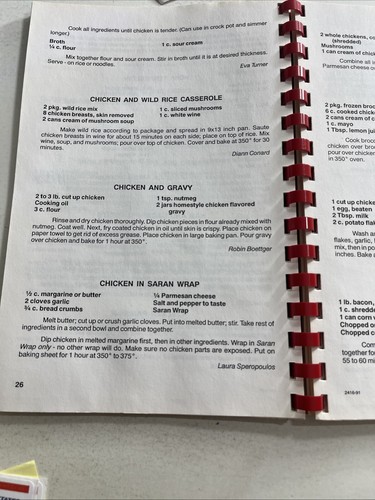 Cook all ingredients until chicken is tender. (Can use in crock pot and simmer
longer.)
Broth 1 c. sour cream
¼ c. flour
Mix together flour and sour cream. Stir in broth until it is at desired thickness.
Serve - on rice or noodles.
Eva Turner
CHICKEN AND WILD RICE CASSEROLE
2 pkg. wild rice mix 1 c. sliced mushrooms
8 chicken breasts, skin removed 1 c. white wine
2 cans cream of mushroom soup
Make wild rice according to package and spread in 9x13 inch pan. Saute
chicken breasts in wine for about 15 minutes on each side; place on top of rice. Mix
wine, soup, and mushrooms; pour over top of chicken. Cover and bake at 350° for 30
minutes.
Diann Conard
CHICKEN AND GRAVY
2 to 3 lb. cut up chicken 1 tsp. nutmeg
Cooking oil 2 jars homestyle chicken flavored
3 c. flour gravy
Rinse and dry chicken thoroughly. Dip chicken pieces in flour already mixed with
nutmeg. Coat well. Next, fry coated chicken in oil until skin is crispy. Place chicken on
paper towel to get rid of excess grease. Place chicken in large baking pan. Pour gravy
over chicken and bake for 1 hour at 350°.
Robin Boettger
CHICKEN IN SARAN WRAP
½ c. margarine or butter ¼ Parmesan cheese
2 cloves garlic Salt and pepper to taste
¾ c. bread crumbs Saran Wrap
Melt butter; cut up or crush garlic cloves. Put into melted butter; stir. Take rest of
ingredients in a second bowl and combine together.
Dip chicken in melted margarine first, then in other ingredients. Wrap in Saran
Wrap only - no other wrap will do. Make sure no chicken parts are exposed. Put on
baking sheet for 1 hour at 350° to 375°.
Laura Speropoulos
26
2 whole chickens, co
(shredded)
Mushrooms
1 can cream of chick
Combine all i
Parmesan cheese o
2 pkg. frozen broc
6 c. cooked chick
2 cans cream of c
1 c. mayo
1 Tbsp. lemon jui
Cook broc
chicken over bro
pour over chicken
in 350° oven.
1 cut up chicke
1 egg, beaten
2 Tbsp. milk
2 c. potato flak
Wash a
flakes, garlic,
mix, then in po
inches. Bake
1 lb. bacon,
1 c. shredde
1 can corn
Chopped o
Chopped c
Com
together fo
55 to 60 mi
2416-91